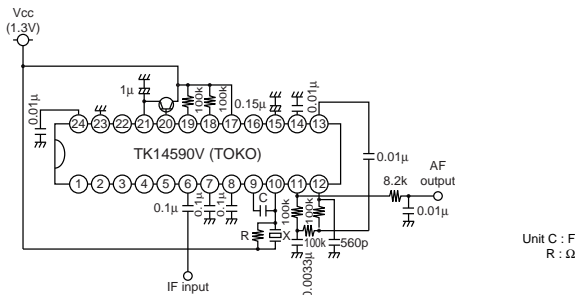 Vcc
(1.3V)
1μ
100k
100k
0.15μ
0.01μ
0.01μ
24 23 22 21 20 19 18 17 16 15 14 13
TK14590V (TOKO)
1 2 3 4 5 6 7 8 9 10 11 12
0.01μ
AF
output
8.2k
0.01μ
0.1μ
0.1μ
0.1μ
C
R
X
100k
100k
100k
560p
0.0033μ
IF input
Unit C : F
R : Ω